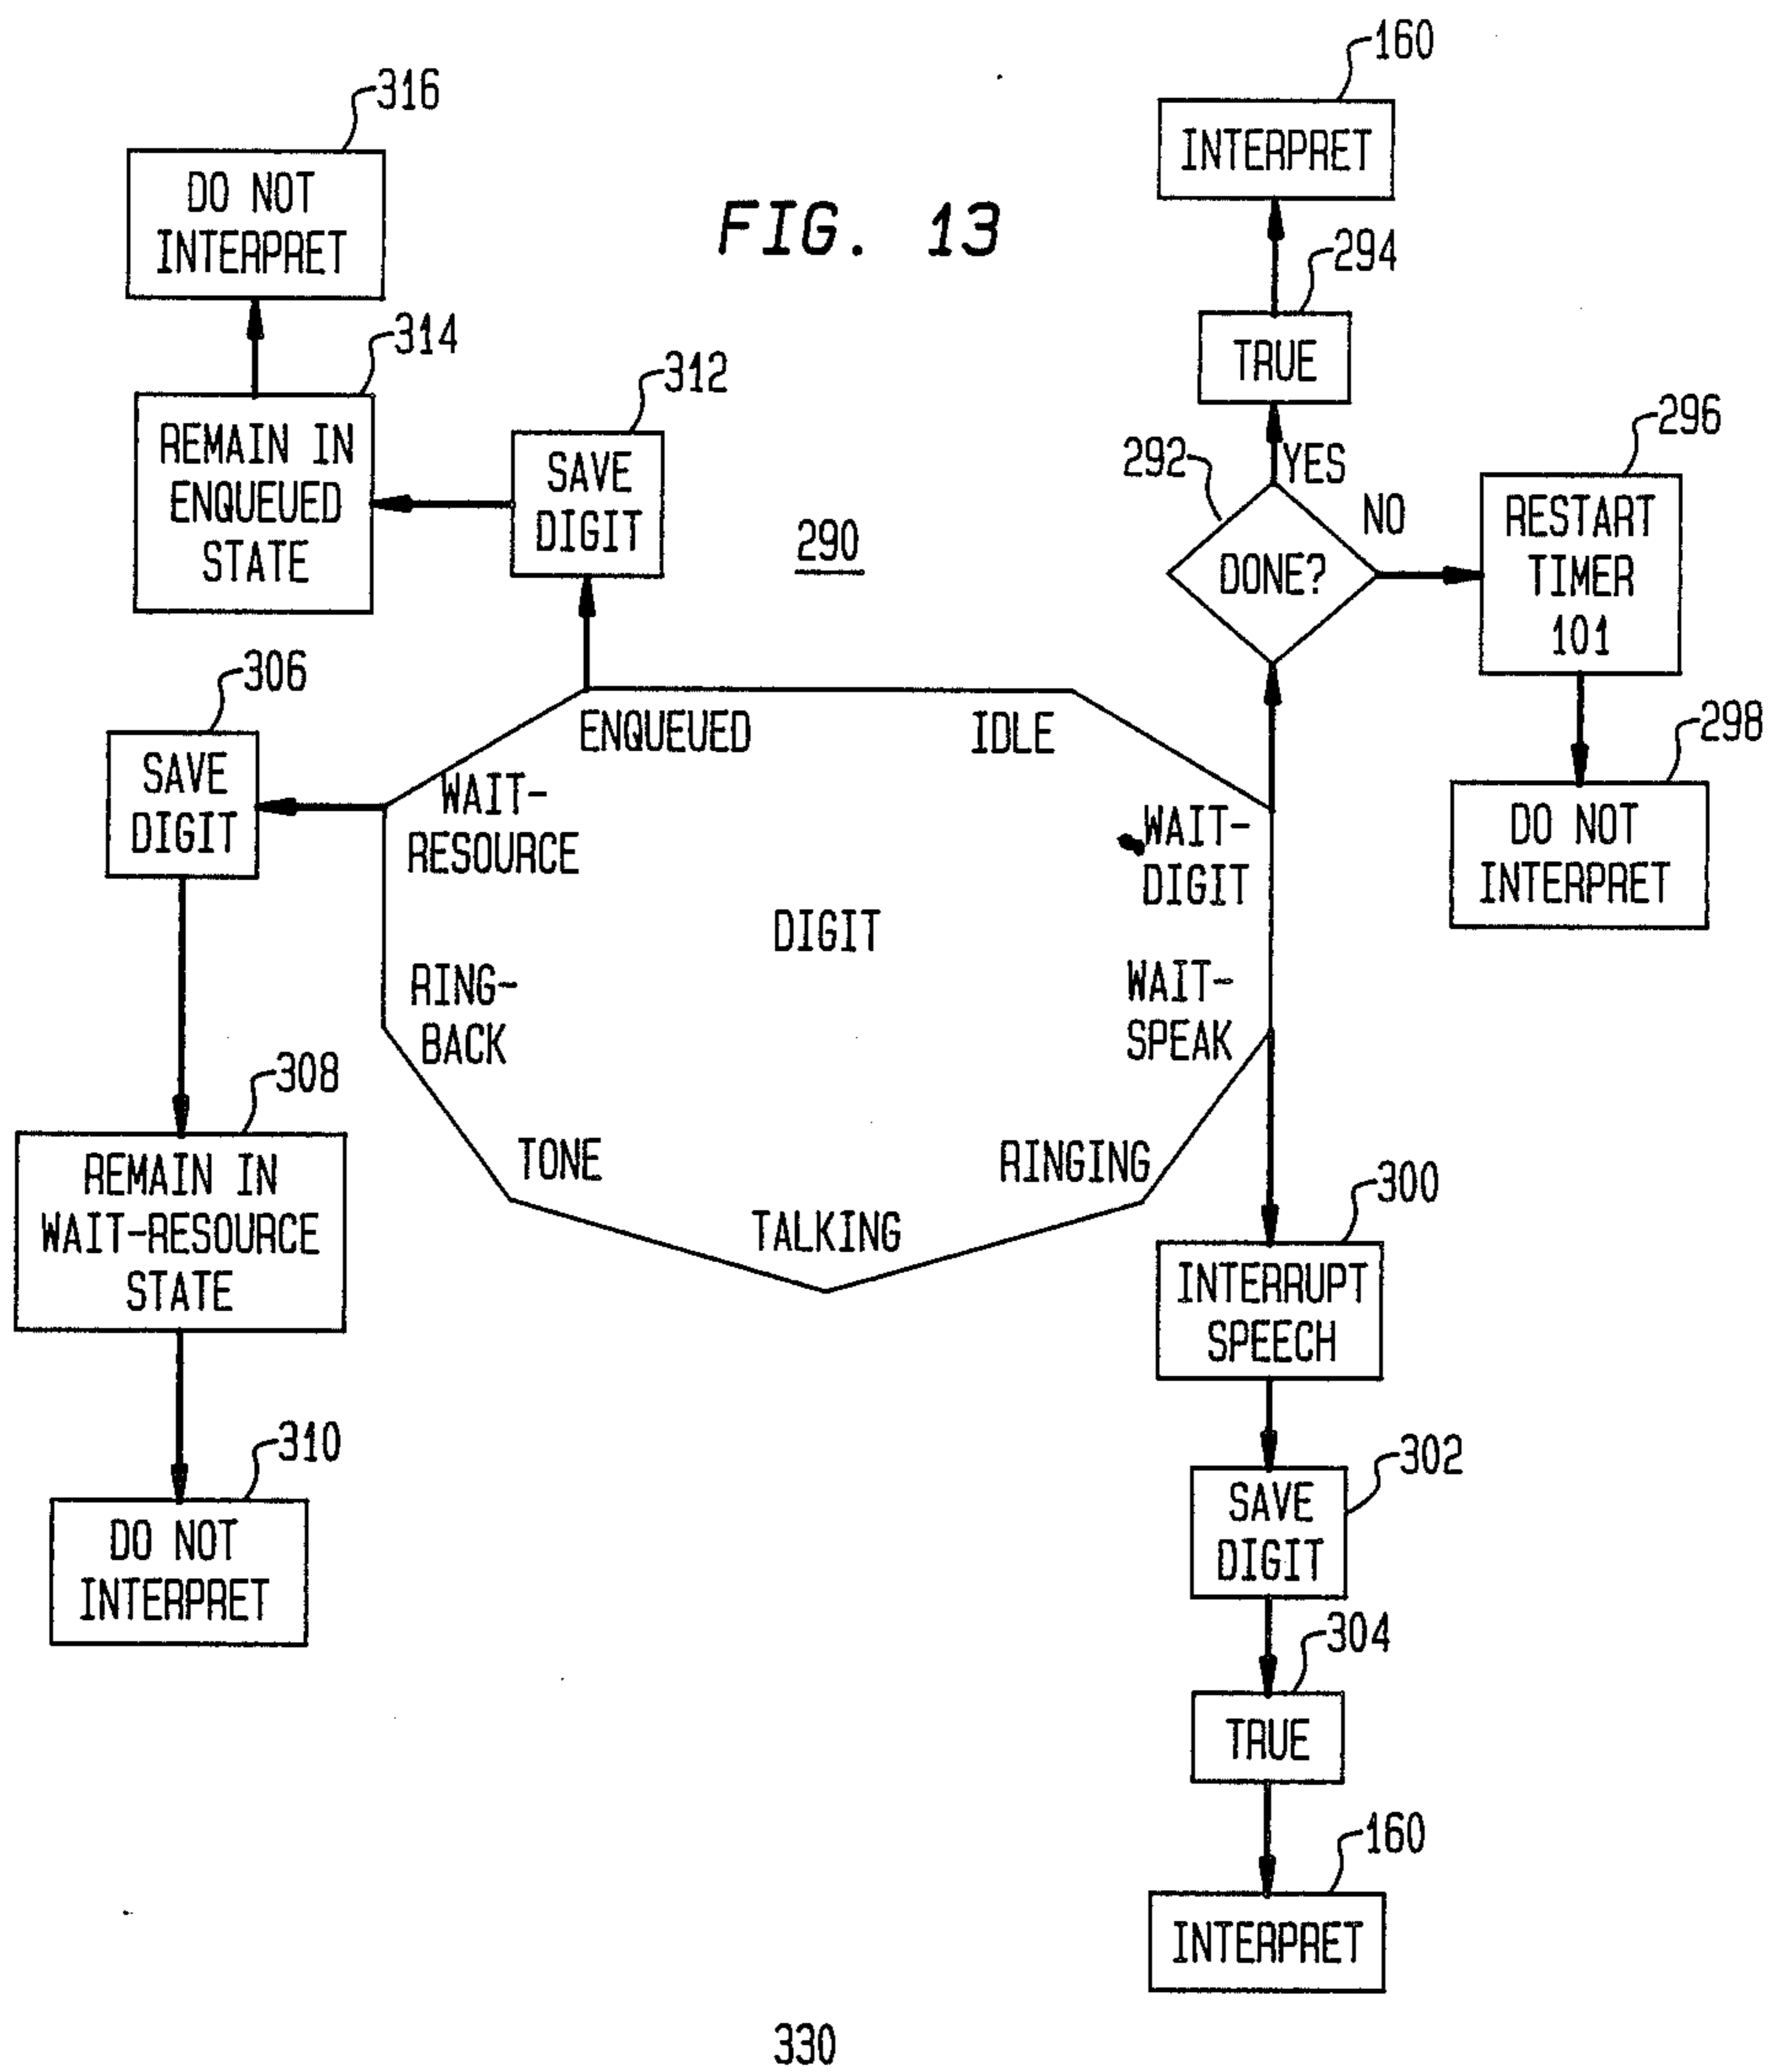 FIG. 13
316
DO NOT
INTERPRET
314
REMAIN IN
ENQUEUED
STATE
312
SAVE
DIGIT
290
160
INTERPRET
294
TRUE
292
YES
DONE?
NO
296
RESTART
TIMER
101
298
DO NOT
INTERPRET
306
SAVE
DIGIT
ENQUEUED
IDLE
WAIT-
RESOURCE
WAIT-
DIGIT
DIGIT
RING-
BACK
WAIT-
SPEAK
TONE
TALKING
RINGING
308
REMAIN IN
WAIT-RESOURCE
STATE
310
DO NOT
INTERPRET
300
INTERRUPT
SPEECH
302
SAVE
DIGIT
304
TRUE
160
INTERPRET
330